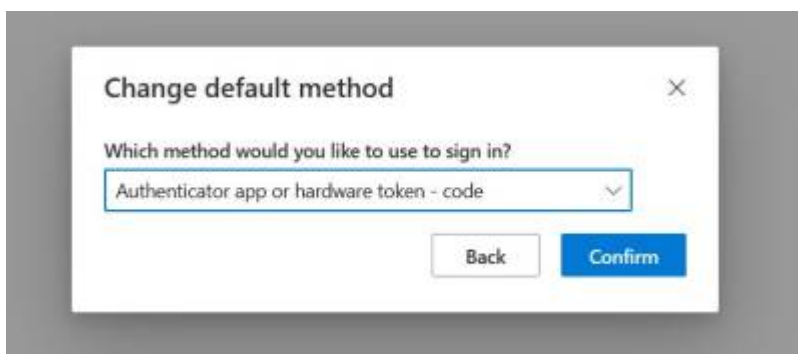 Change default method
Which method would you like to use to sign in?
Authenticator app or hardware token - code
Back
Confirm